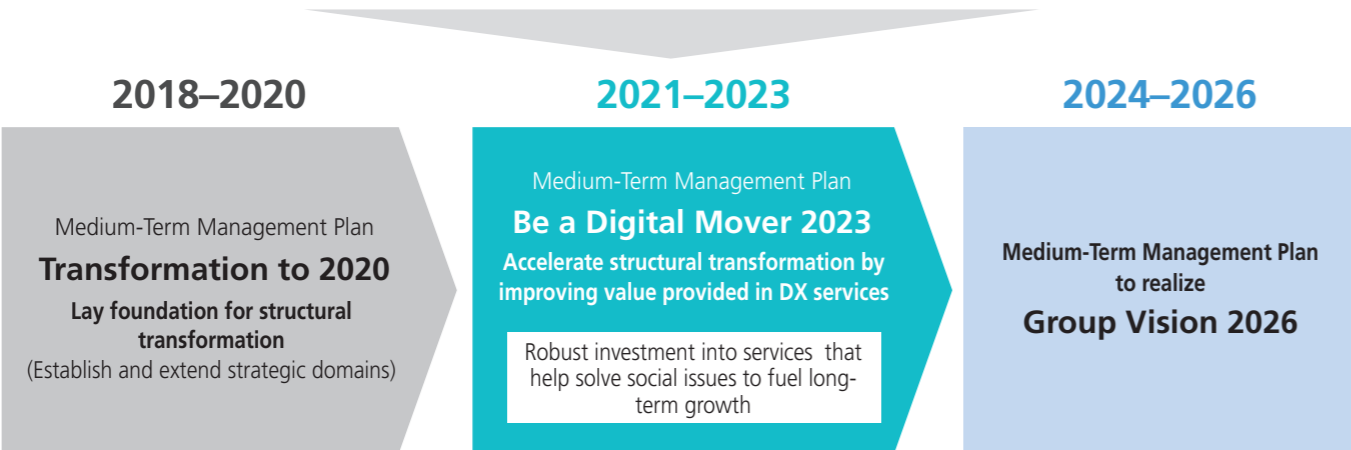 2018–2020
Medium-Term Management Plan
Transformation to 2020
Lay foundation for structural
transformation
(Establish and extend strategic domains)
2021–2023
Medium-Term Management Plan
Be a Digital Mover 2023
Accelerate structural transformation by
improving value provided in DX services
Robust investment into services that
help solve social issues to fuel long-
term growth
2024–2026
Medium-Term Management Plan
to realize
Group Vision 2026